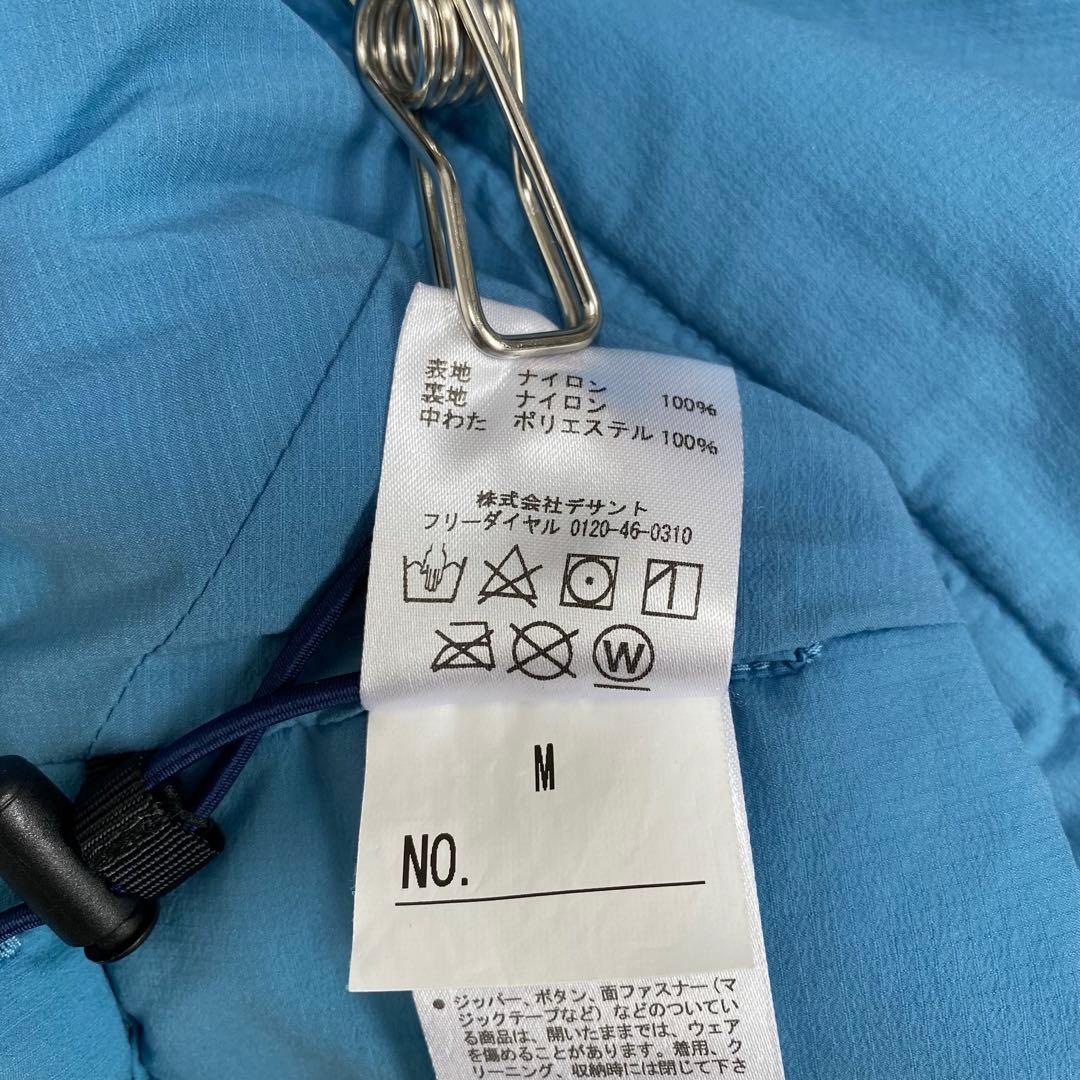 表地 ナイロン
裏地 ナイロン 100%
中わた ポリエステル 100%
株式会社デサント
フリーダイヤル 0120-46-0310
W
M
NO.
● ジッパー、ボタン、面ファスナー(マ
ジックテープなど)などのついてい
る商品は、開いたままでは、ウェア
を傷めることがあります。着用、ク
リーニング、収納時には閉じて下さ